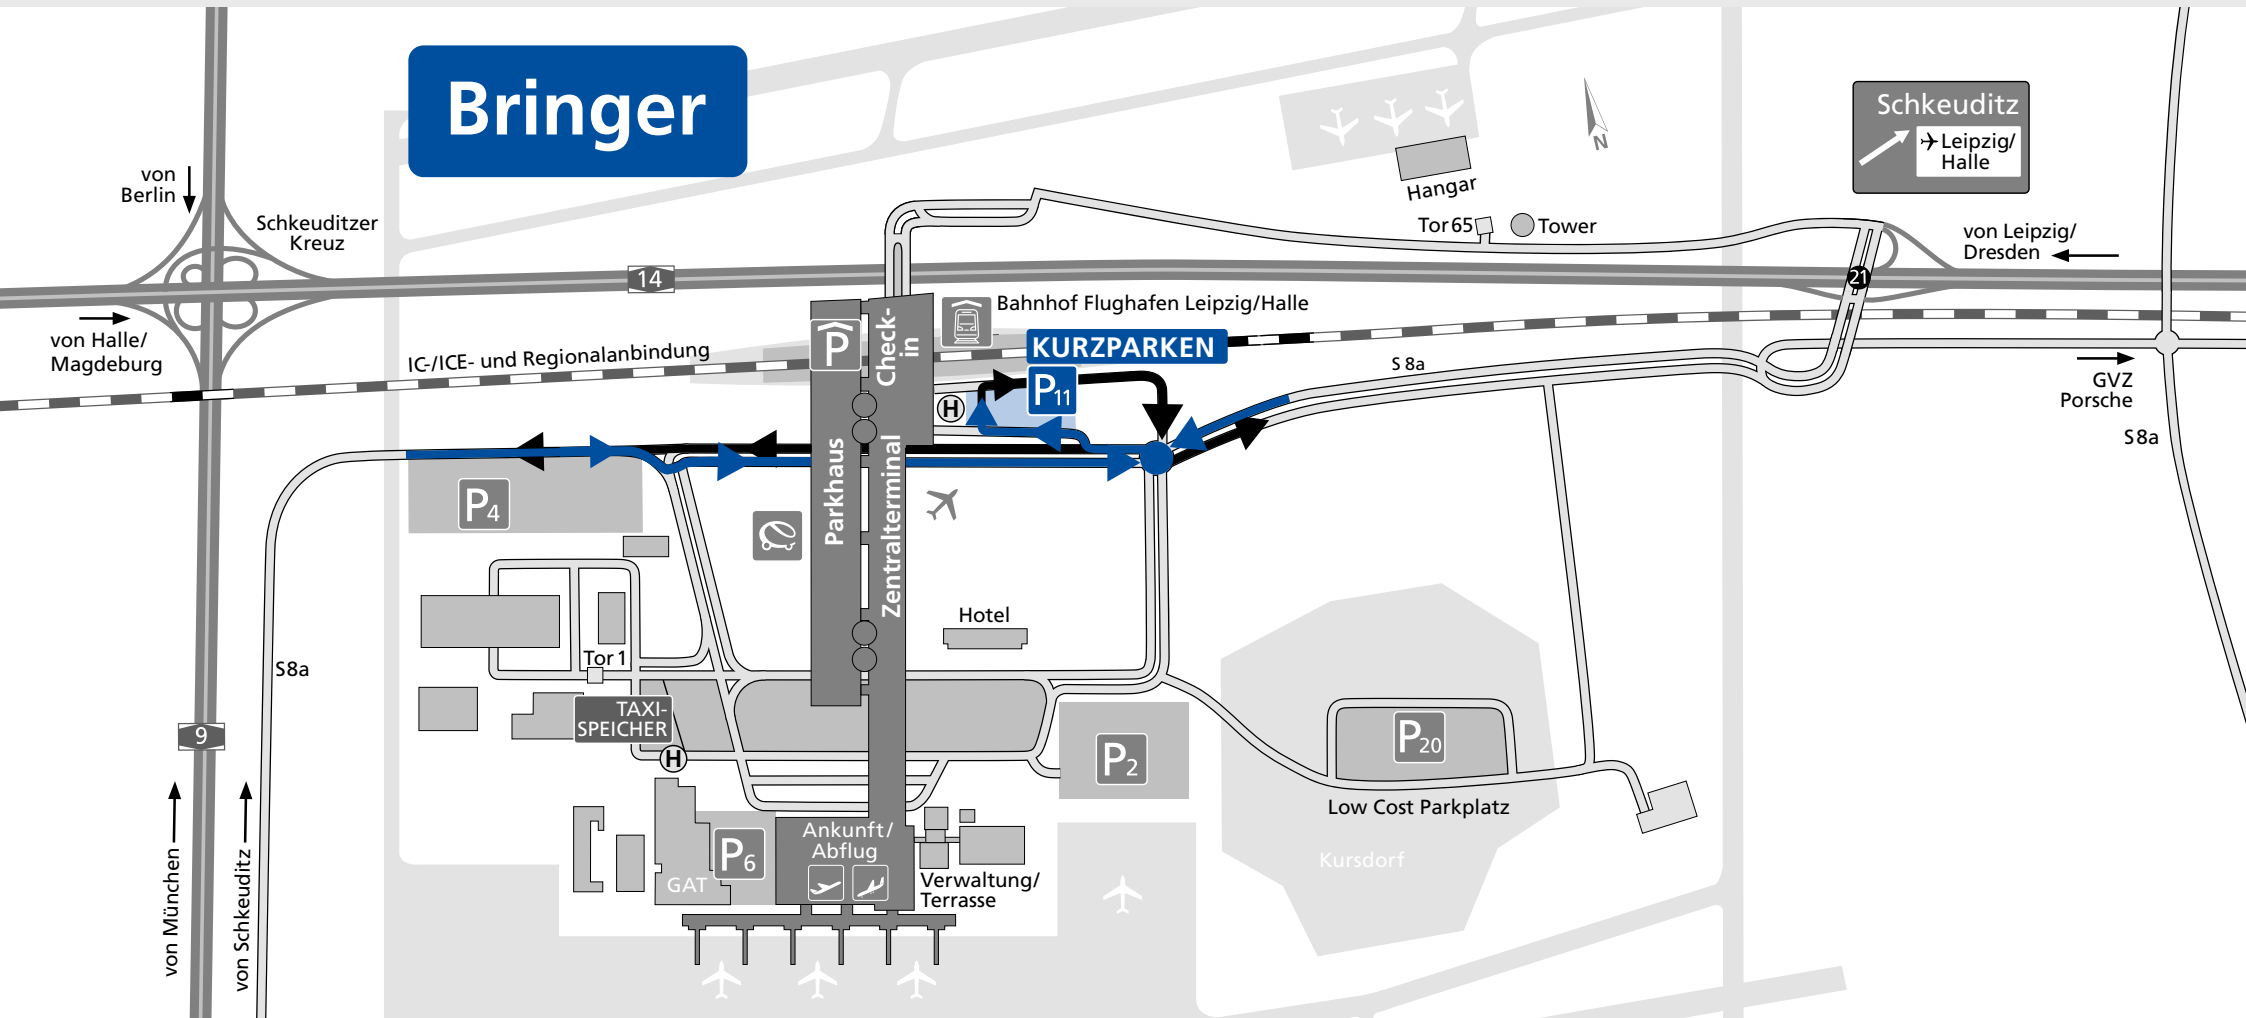 Bringer
Schkeuditz
Leipzig/
Halle
von
Berlin
Schkeuditzer
Kreuz
Hangar
Tor 65
Tower
von Leipzig/
Dresden
14
21
von Halle/
Magdeburg
Bahnhof Flughafen Leipzig/Halle
IC-/ICE- und Regionalanbindung
P
Check-
in
KURZPARKEN
P11
H
S 8a
GVZ
Porsche
S 8a
P4
Parkhaus
Zentralterminal
Hotel
Tor 1
S 8a
TAXI-
SPEICHER
H
9
P2
P20
Low Cost Parkplatz
Kursdorf
Ankunft/
Abflug
P6
GAT
Verwaltung/
Terrasse
von München
von Schkeuditz
N